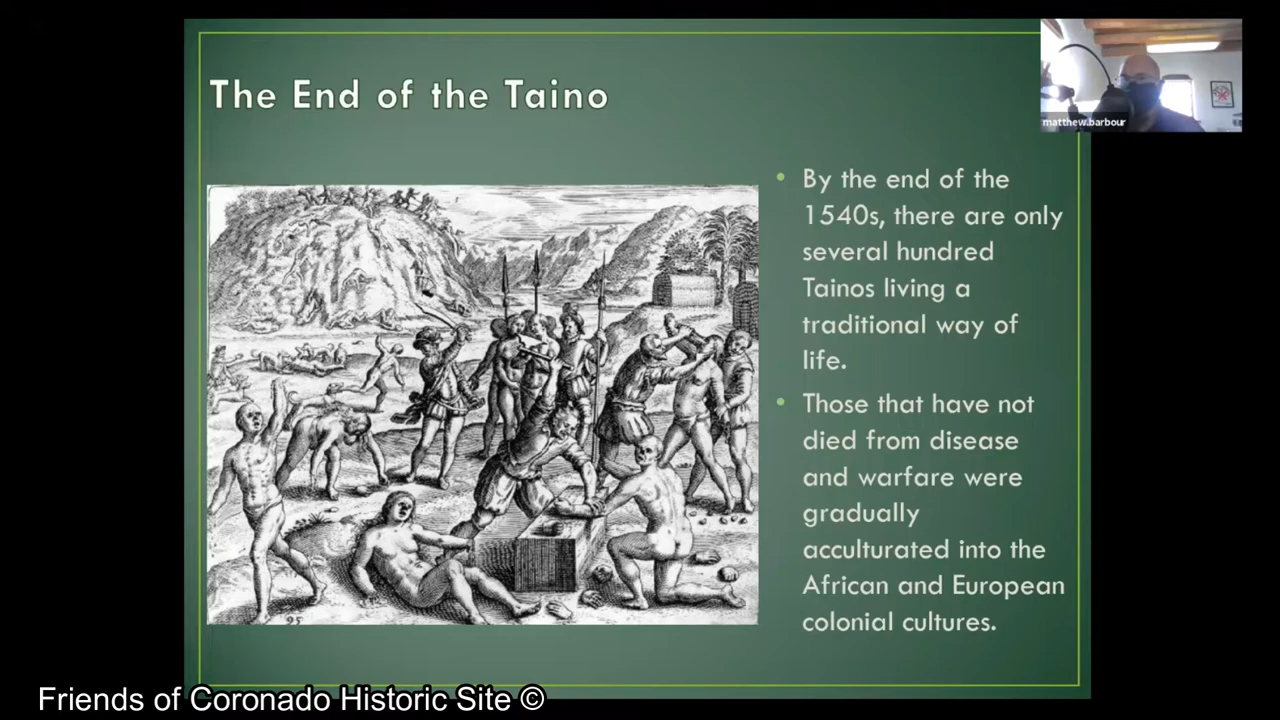 The End of the Taino
matthew.barbour
• By the end of the
1540s, there are only
several hundred
Tainos living a
traditional way of
life.
• Those that have not
died from disease
and warfare were
gradually
acculturated into the
African and European
colonial cultures.
95
Friends of Coronado Historic Site ©